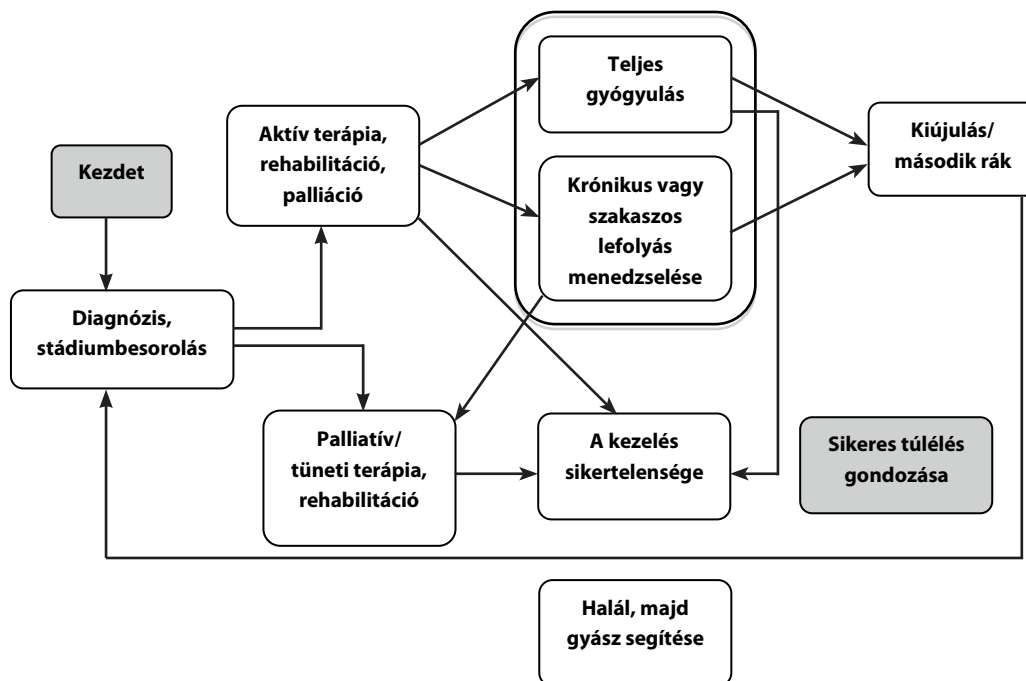 Kezdet
Diagnózis,
stádiumbesorolás
Aktív terápia,
rehabilitáció,
palliáció
Palliatív/
tüneti terápia,
rehabilitáció
Teljes
gyógyulás
Krónikus vagy
szakaszos
lefolyás
menedzselése
A kezelés
sikertelensége
Kiújulás/
második rák
Sikeres túlélés
gondozása
Halál, majd
gyász segítése